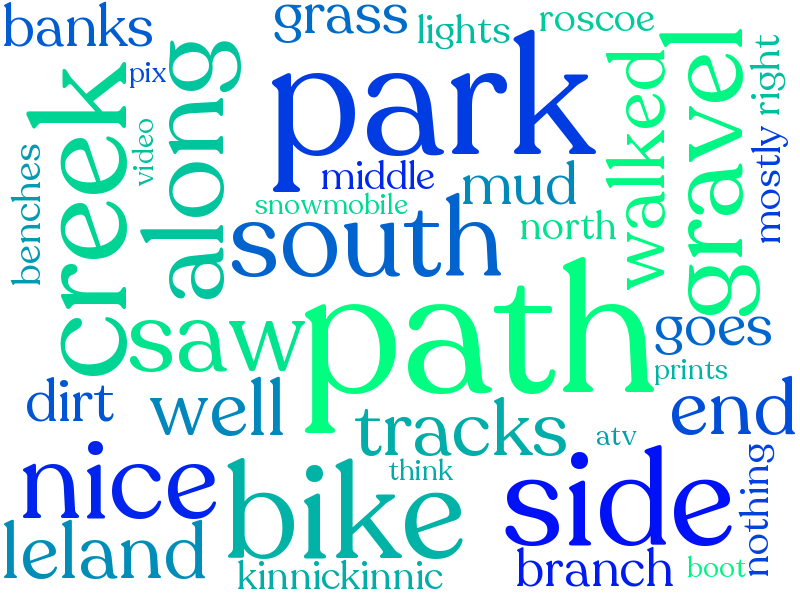 banks
grass
lights
roscoe
pix
creek
along
park
walked
gravel
right
video
benches
middle
mud
mostly
snowmobile
south
north
saw
path
goes
prints
dirt
well
tracks
atv
end
think
nice
bike
side
nothing
leland
kinnickinnic
branch
boot